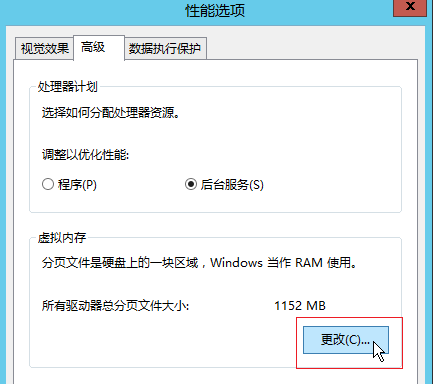 性能选项
x
视觉效果 高级 数据执行保护
处理器计划
选择如何分配处理器资源。
调整以优化性能:
程序(P) 后台服务(S)
虚拟内存
分页文件是硬盘上的一块区域，Windows 当作 RAM 使用。
所有驱动器总分页文件大小: 1152 MB
更改(C)...